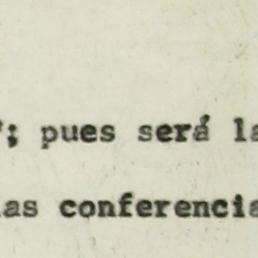 ; pues será la
as conferencia